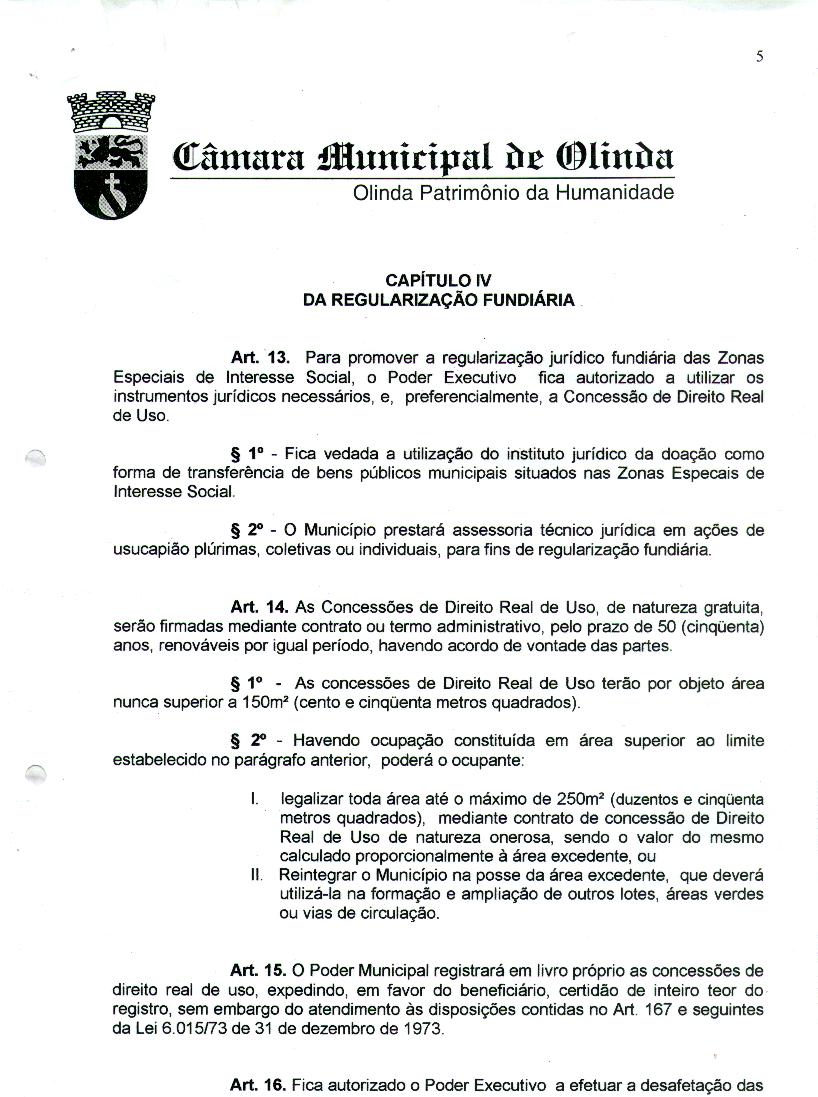 5
Câmara Municipal de Olinda
Olinda Patrimônio da Humanidade
CAPÍTULO IV
DA REGULARIZAÇÃO FUNDIÁRIA
Art. 13. Para promover a regularização jurídico fundiária das Zonas
Especiais de Interesse Social, o Poder Executivo fica autorizado a utilizar os
instrumentos jurídicos necessários, e, preferencialmente, a Concessão de Direito Real
de Uso.
§ 1º - Fica vedada a utilização do instituto jurídico da doação como
forma de transferência de bens públicos municipais situados nas Zonas Especais de
Interesse Social.
§ 2º - O Município prestará assessoria técnico jurídica em ações de
usucapião plúrimas, coletivas ou individuais, para fins de regularização fundiária.
Art. 14. As Concessões de Direito Real de Uso, de natureza gratuita,
serão firmadas mediante contrato ou termo administrativo, pelo prazo de 50 (cinqüenta)
anos, renováveis por igual período, havendo acordo de vontade das partes.
§ 1º - As concessões de Direito Real de Uso terão por objeto área
nunca superior a 150m² (cento e cinqüenta metros quadrados).
§ 2º - Havendo ocupação constituída em área superior ao limite
estabelecido no parágrafo anterior, poderá o ocupante:
I. legalizar toda área até o máximo de 250m² (duzentos e cinqüenta
metros quadrados), mediante contrato de concessão de Direito
Real de Uso de natureza onerosa, sendo o valor do mesmo
calculado proporcionalmente à área excedente, ou
II. Reintegrar o Município na posse da área excedente, que deverá
utilizá-la na formação e ampliação de outros lotes, áreas verdes
ou vias de circulação.
Art. 15. O Poder Municipal registrará em livro próprio as concessões de
direito real de uso, expedindo, em favor do beneficiário, certidão de inteiro teor do
registro, sem embargo do atendimento às disposições contidas no Art. 167 e seguintes
da Lei 6.015/73 de 31 de dezembro de 1973.
Art. 16. Fica autorizado o Poder Executivo a efetuar a desafetação das